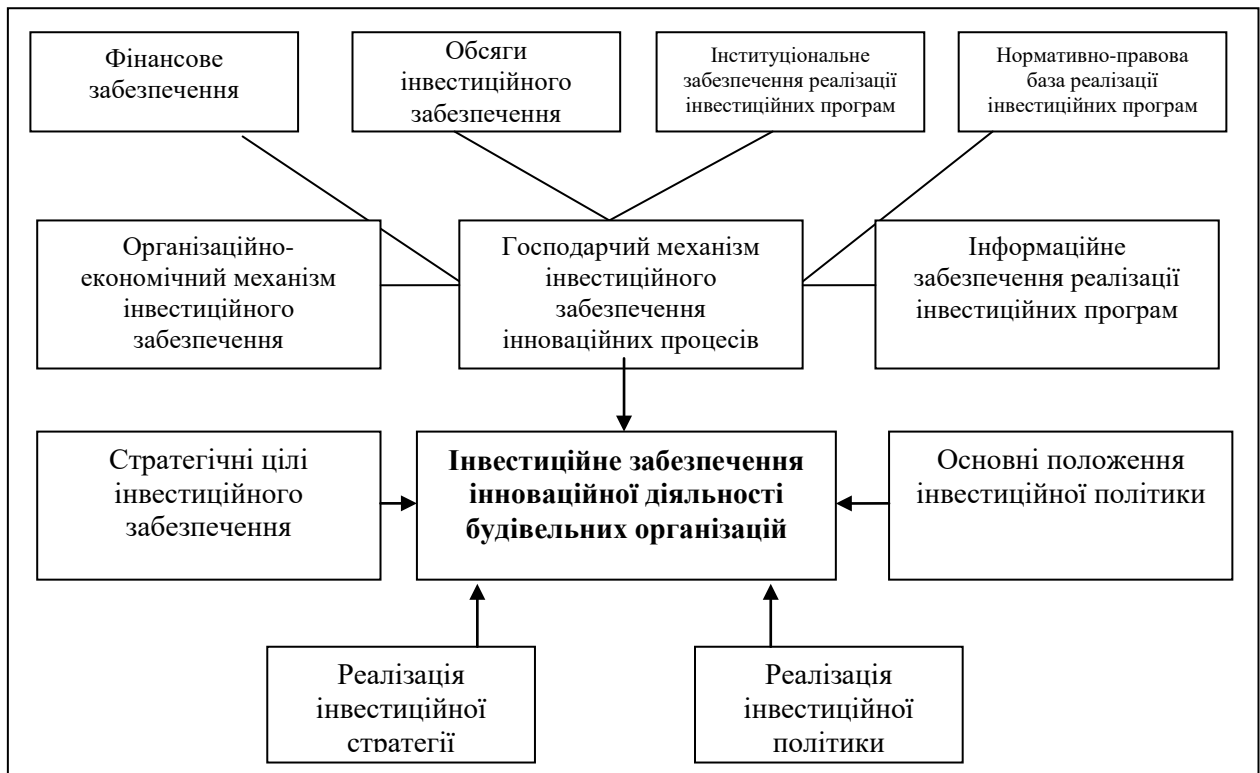 Фінансове
забезпечення
Обсяги
інвестиційного
забезпечення
Інституціональне
забезпечення реалізації
інвестиційних програм
Нормативно-правова
база реалізації
інвестиційних програм
Організаційно-
економічний механізм
інвестиційного
забезпечення
Господарчий механізм
інвестиційного
забезпечення
інноваційних процесів
Інформаційне
забезпечення реалізації
інвестиційних програм
Стратегічні цілі
інвестиційного
забезпечення
Інвестиційне забезпечення
інноваційної діяльності
будівельних організацій
Основні положення
інвестиційної політики
Реалізація
інвестиційної
стратегії
Реалізація
інвестиційної
політики